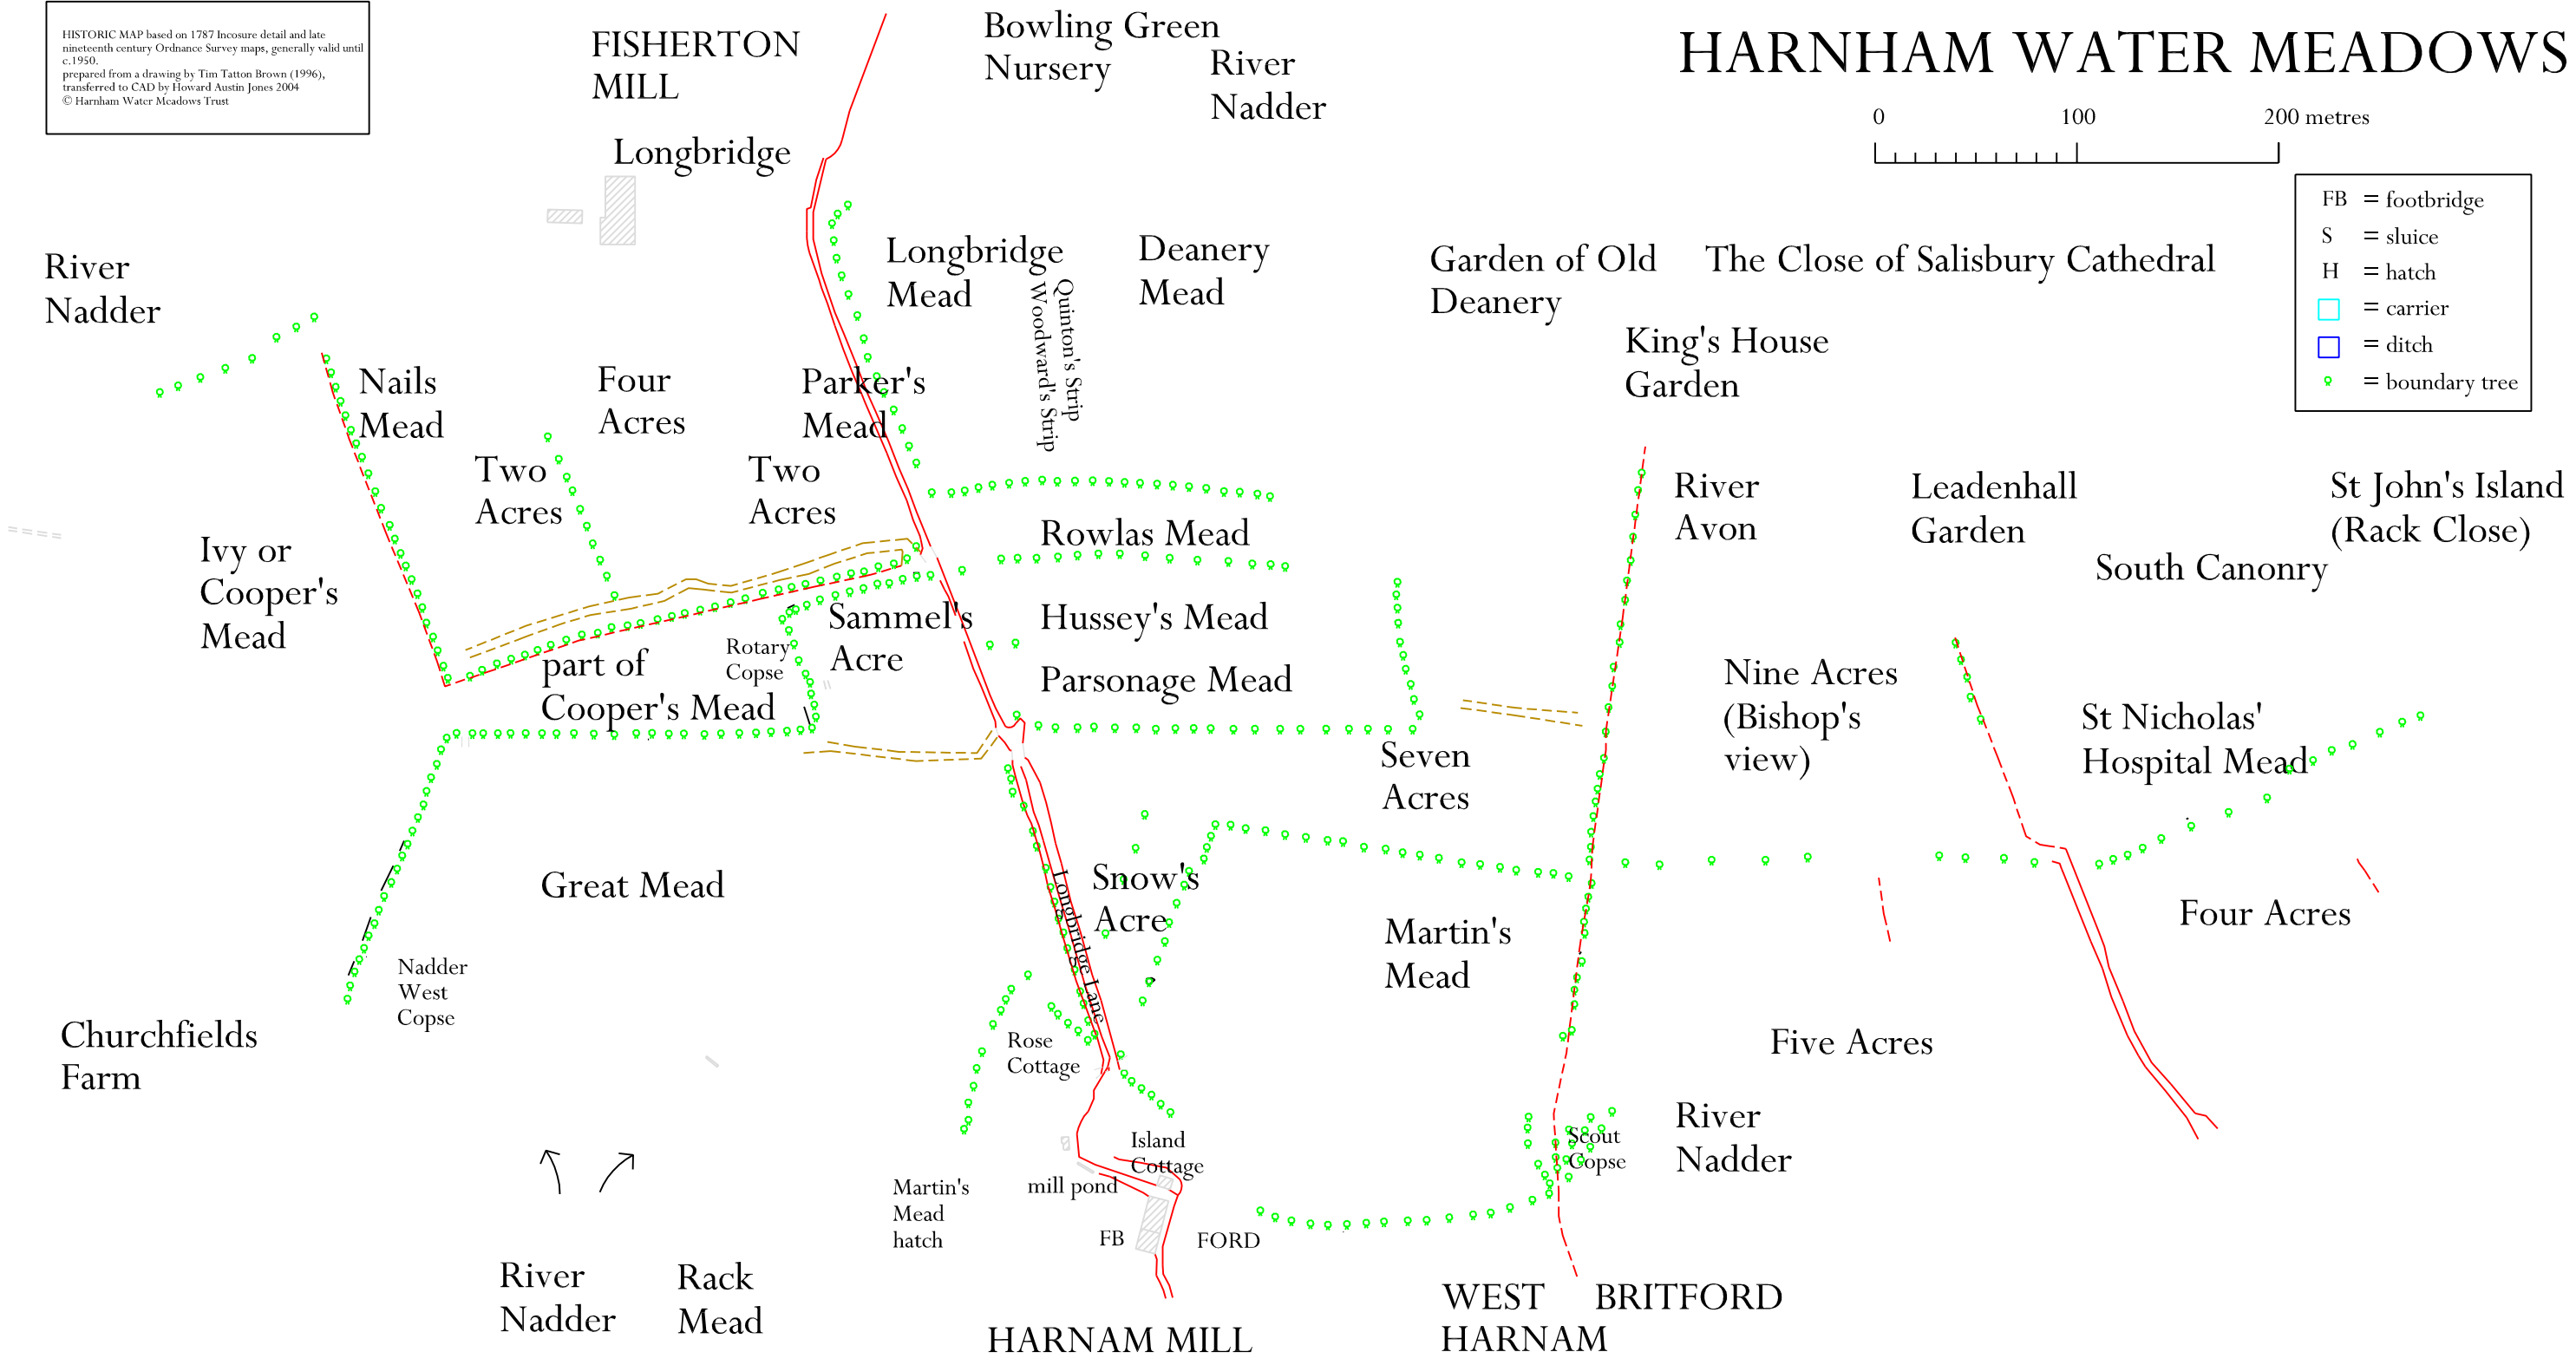 HISTORIC MAP based on 1787 Incosure detail and late
nineteenth century Ordnance Survey maps, generally valid until
c.1950.
prepared from a drawing by Tim Tatton Brown (1996),
transferred to CAD by Howard Austin Jones 2004
© Harnham Water Meadows Trust
FISHERTON
MILL
Longbridge
Bowling Green
Nursery
River
Nadder
HARNHAM WATER MEADOWS
0 100 200 metres
FB = footbridge
S = sluice
H = hatch
= carrier
= ditch
= boundary tree
River
Nadder
Longbridge
Mead
Deanery
Mead
Quinton's Strip
Woodward's Strip
Garden of Old
Deanery
The Close of Salisbury Cathedral
King's House
Garden
Nails
Mead
Four
Acres
Parker's
Mead
Two
Acres
Two
Acres
River
Avon
Leadenhall
Garden
St John's Island
(Rack Close)
South Canonry
Rowlas Mead
Ivy or
Cooper's
Mead
Sammel's
Acre
Hussey's Mead
Rotary
Copse
part of
Cooper's Mead
Parsonage Mead
Nine Acres
(Bishop's
view)
St Nicholas'
Hospital Mead
Seven
Acres
Great Mead
Snow's
Acre
Longbridge Lane
Martin's
Mead
Four Acres
Nadder
West
Copse
Churchfields
Farm
Rose
Cottage
Five Acres
River
Nadder
Scout
Copse
Island
Cottage
mill pond
Martin's
Mead
hatch
FB
FORD
River
Nadder
Rack
Mead
HARNAM MILL
WEST
HARNAM
BRITFORD